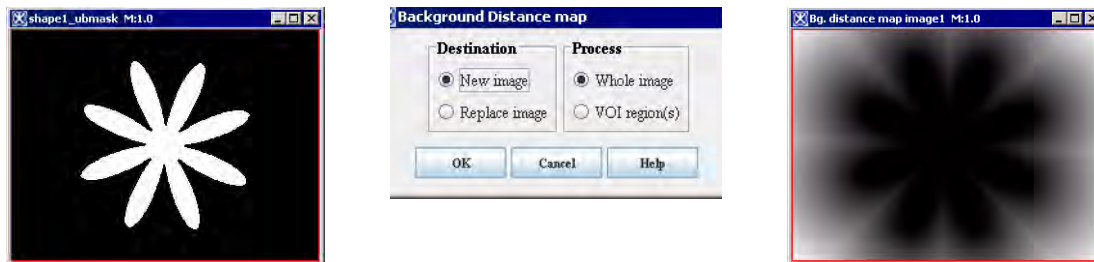 shape1_ubmask M:1.0
Background Distance map
Destination
New image
Replace image
Process
Whole image
VOI region(s)
OK Cancel Help
Bg. distance map image1 M:1.0